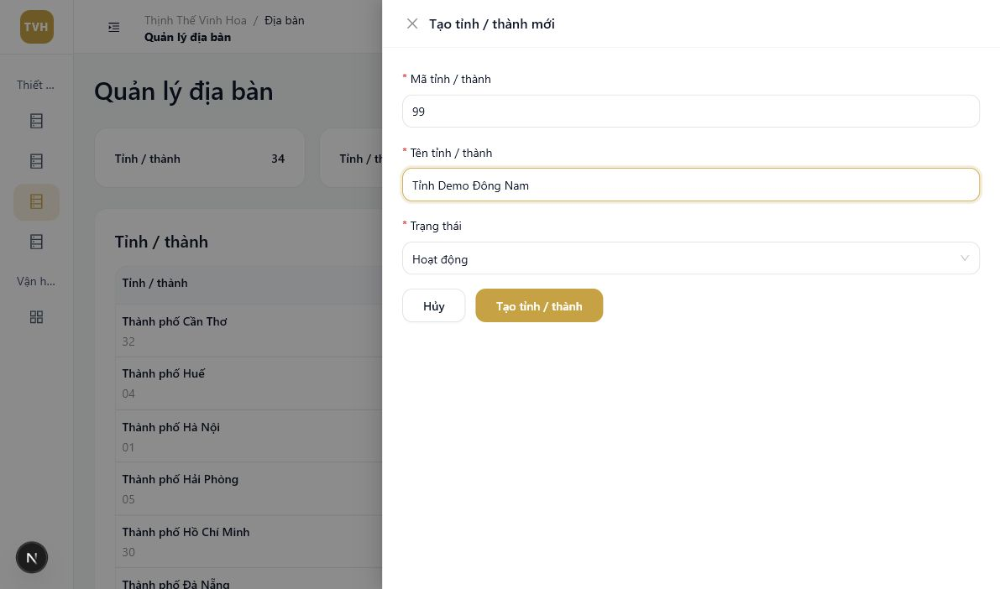 TVH
Thịnh Thế Vinh Hoa / Địa bàn
Quản lý địa bàn
Thiết ...
Vận h...
N
Quản lý địa bàn
Tỉnh / thành 34
Tỉnh / th
Tỉnh / thành
Tỉnh / thành
Thành phố Cần Thơ
32
Thành phố Huế
04
Thành phố Hà Nội
01
Thành phố Hải Phòng
05
Thành phố Hồ Chí Minh
30
Thành phố Đà Nẵng
Tạo tỉnh / thành mới
* Mã tỉnh / thành
99
* Tên tỉnh / thành
Tỉnh Demo Đông Nam
* Trạng thái
Hoạt động
Hủy
Tạo tỉnh / thành